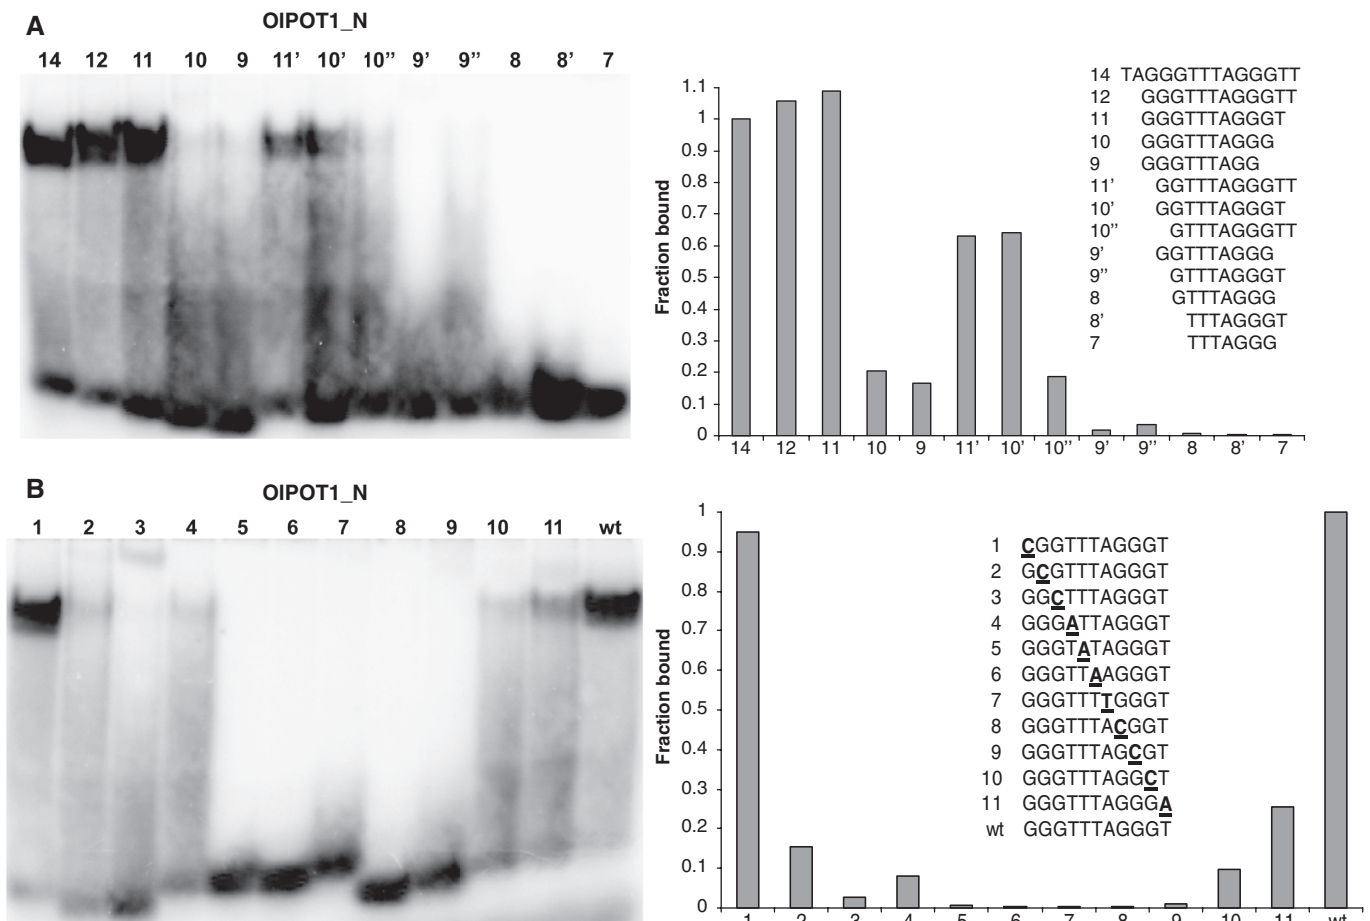 A
OIPOT1_N
14 12 11 10 9 11’ 10’ 10’’ 9’ 9’’ 8 8’ 7
Fraction bound
1.1
1
0.9
0.8
0.7
0.6
0.5
0.4
0.3
0.2
0.1
0
14 12 11 10 9 11’ 10’ 10’’ 9’ 9’’ 8 8’ 7
14 TAGGGTTTAGGGTT
12 GGGTTTAGGGTT
11 GGGTTTAGGGT
10 GGGTTTAGGG
9 GGGTTTAGG
11’ GGTTTAGGGTT
10’ GGTTTAGGGT
10’’ GTTTAGGGTT
9’ GGTTTAGGG
9’’ GTTTAGGGT
8 GTTTAGGG
8’ TTTAGGGT
7 TTTAGGG
B
OIPOT1_N
1 2 3 4 5 6 7 8 9 10 11 wt
Fraction bound
1
0.9
0.8
0.7
0.6
0.5
0.4
0.3
0.2
0.1
0
1 2 3 4 5 6 7 8 9 10 11 wt
1 CGGTTTAGGGT
2 GCGTTTAGGGT
3 GGCTTTAGGGT
4 GGGATTAGGGT
5 GGGTATAGGGT
6 GGGTTAAGGGT
7 GGGTTTTGGGT
8 GGGTTTACGGT
9 GGGTTTAGCGT
10 GGGTTTAGGCT
11 GGGTTTAGGGA
wt GGGTTTAGGGT